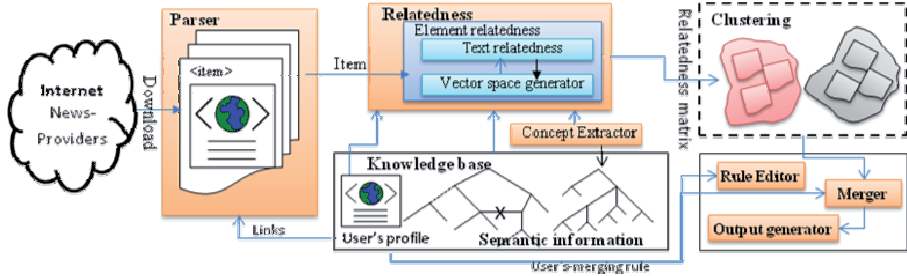 Parser
Relatedness
Clustering
Element relatedness
Text relatedness
Vector space generator
<item>
Item
Internet
News-
Providers
Download
Relatedness matrix
Concept Extractor
Knowledge base
User's profile
Semantic information
Links
User's-merging rule
Rule Editor
Merger
Output generator